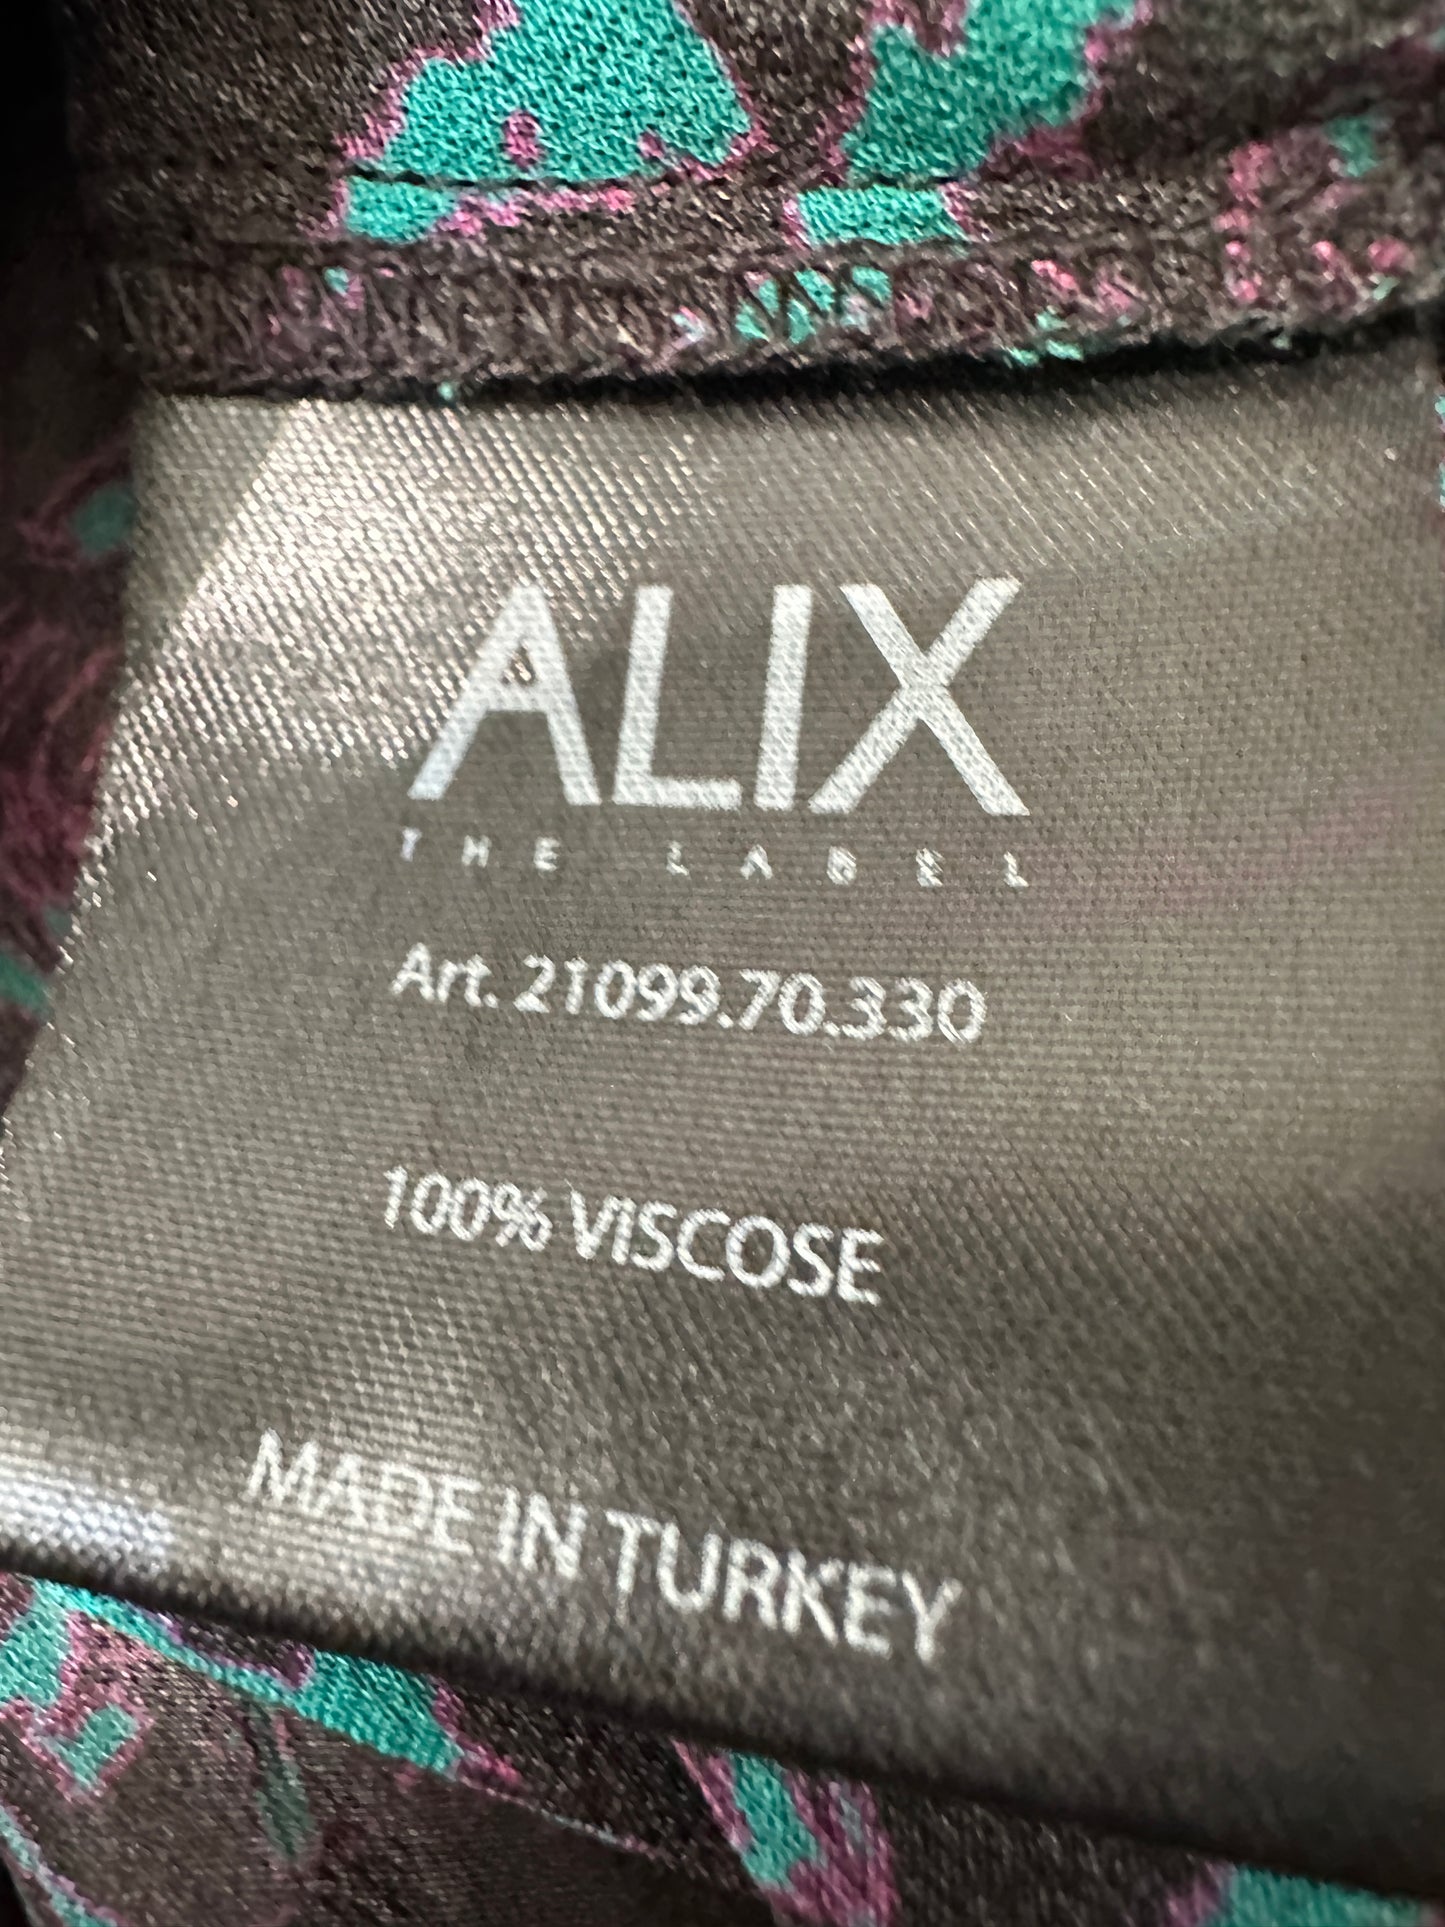 ALIX
THE LABEL
Art. 21099.70.330
100% VISCOSE
MADE IN TURKEY